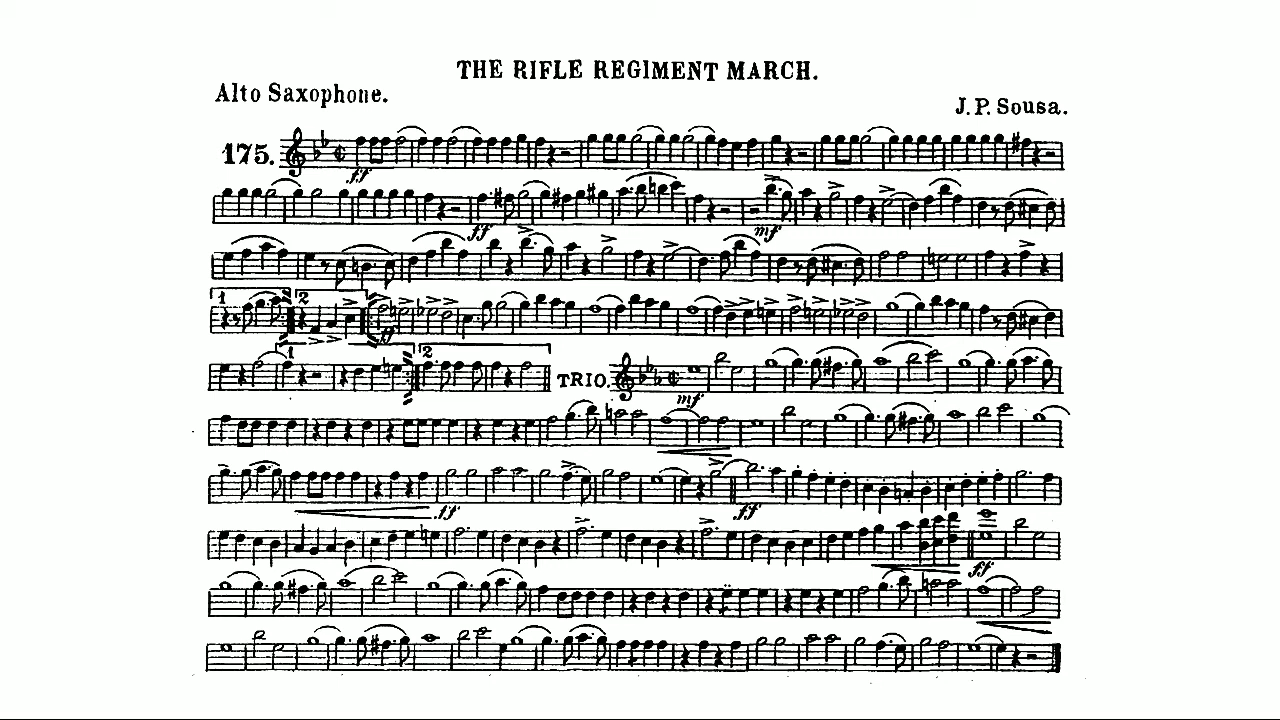 THE RIFLE REGIMENT MARCH.
Alto Saxophone.
J. P. Sousa.
175.
ff
ff
mf
1
2
ff
1
2
TRIO.
mf
ff
ff
ff